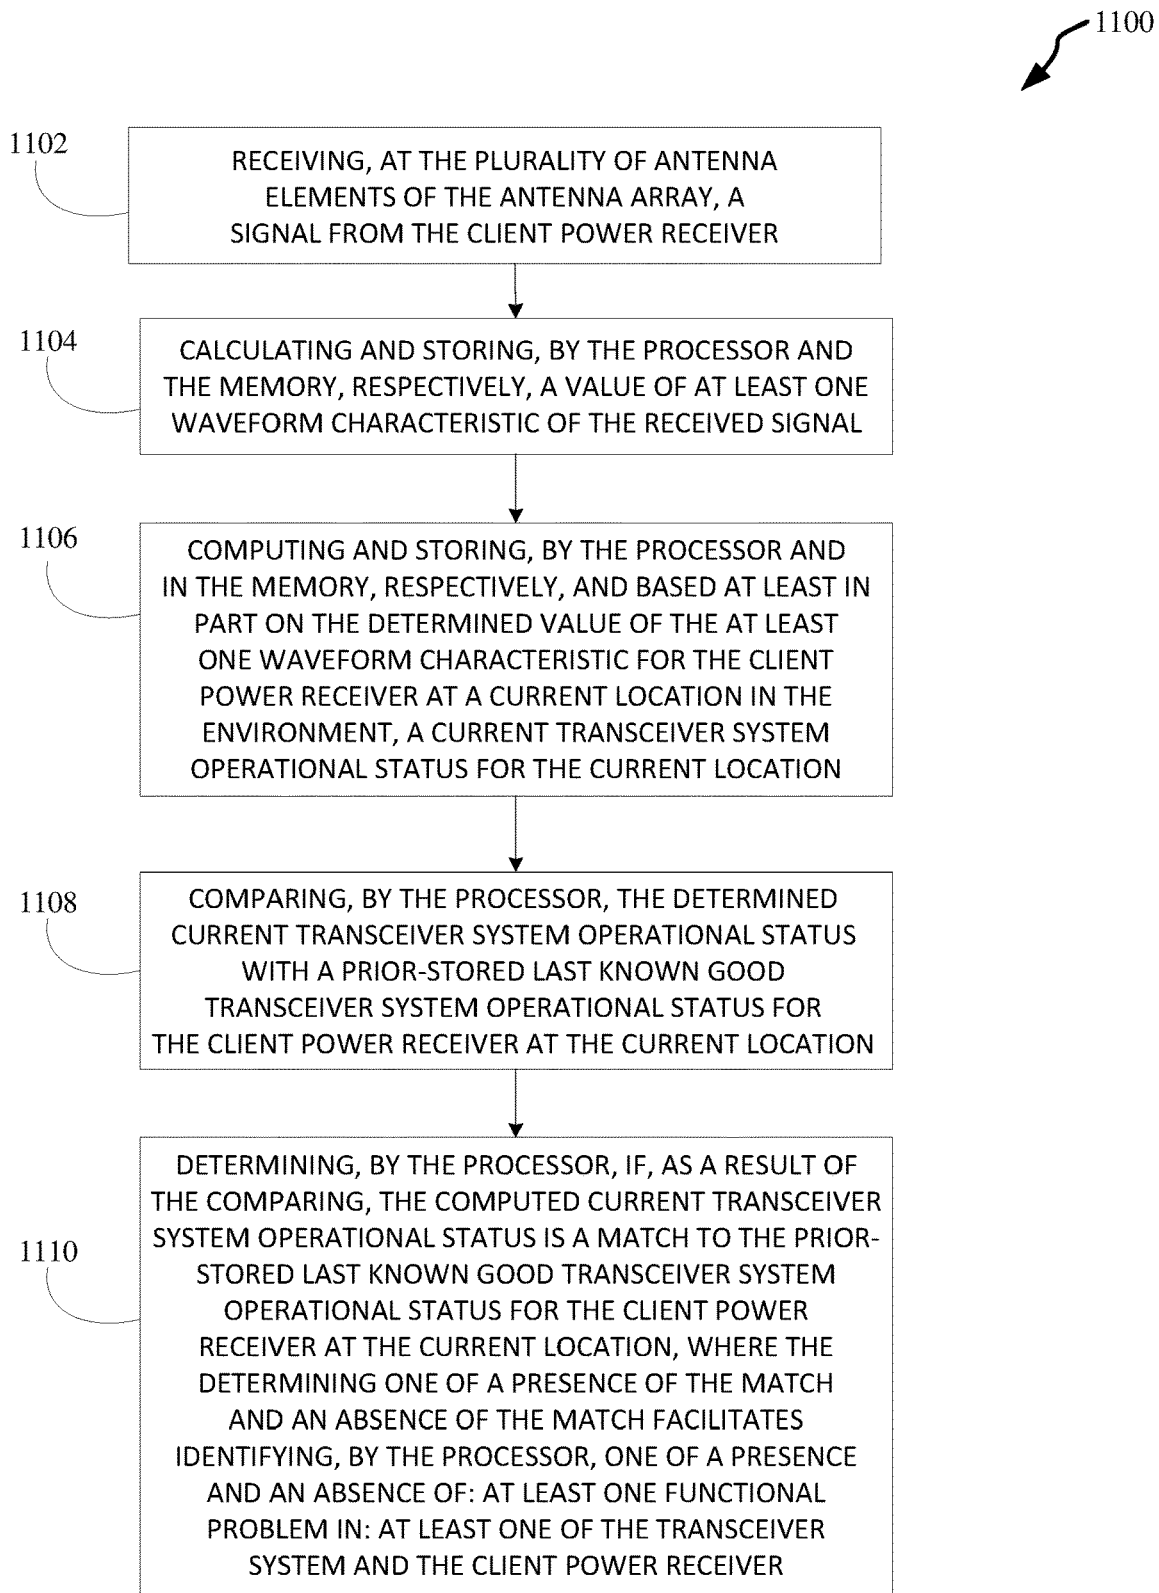 1100
1102
RECEIVING, AT THE PLURALITY OF ANTENNA
ELEMENTS OF THE ANTENNA ARRAY, A
SIGNAL FROM THE CLIENT POWER RECEIVER
1104
CALCULATING AND STORING, BY THE PROCESSOR AND
THE MEMORY, RESPECTIVELY, A VALUE OF AT LEAST ONE
WAVEFORM CHARACTERISTIC OF THE RECEIVED SIGNAL
1106
COMPUTING AND STORING, BY THE PROCESSOR AND
IN THE MEMORY, RESPECTIVELY, AND BASED AT LEAST IN
PART ON THE DETERMINED VALUE OF THE AT LEAST
ONE WAVEFORM CHARACTERISTIC FOR THE CLIENT
POWER RECEIVER AT A CURRENT LOCATION IN THE
ENVIRONMENT, A CURRENT TRANSCEIVER SYSTEM
OPERATIONAL STATUS FOR THE CURRENT LOCATION
1108
COMPARING, BY THE PROCESSOR, THE DETERMINED
CURRENT TRANSCEIVER SYSTEM OPERATIONAL STATUS
WITH A PRIOR-STORED LAST KNOWN GOOD
TRANSCEIVER SYSTEM OPERATIONAL STATUS FOR
THE CLIENT POWER RECEIVER AT THE CURRENT LOCATION
1110
DETERMINING, BY THE PROCESSOR, IF, AS A RESULT OF
THE COMPARING, THE COMPUTED CURRENT TRANSCEIVER
SYSTEM OPERATIONAL STATUS IS A MATCH TO THE PRIOR-
STORED LAST KNOWN GOOD TRANSCEIVER SYSTEM
OPERATIONAL STATUS FOR THE CLIENT POWER
RECEIVER AT THE CURRENT LOCATION, WHERE THE
DETERMINING ONE OF A PRESENCE OF THE MATCH
AND AN ABSENCE OF THE MATCH FACILITATES
IDENTIFYING, BY THE PROCESSOR, ONE OF A PRESENCE
AND AN ABSENCE OF: AT LEAST ONE FUNCTIONAL
PROBLEM IN: AT LEAST ONE OF THE TRANSCEIVER
SYSTEM AND THE CLIENT POWER RECEIVER